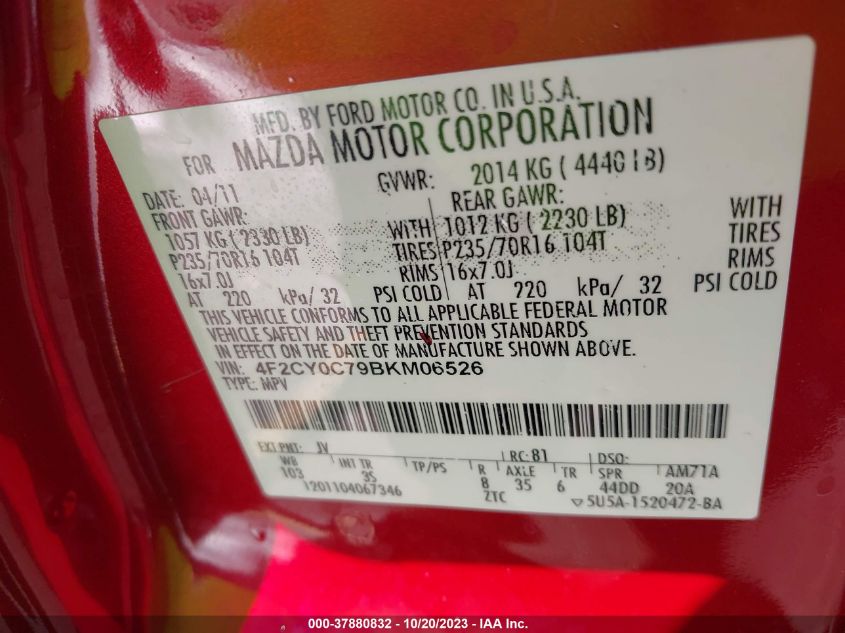 MFD. BY FORD MOTOR CO. IN U.S.A.
FOR MAZDA MOTOR CORPORATION
DATE: 04/11 GVWR: 2014 KG ( 4440 LB)
FRONT GAWR: REAR GAWR:
1057 KG ( 2330 LB) WITH 1012 KG ( 2230 LB) WITH
P235/70R16 104T TIRES P235/70R16 104T TIRES
16x7.0J RIMS 16x7.0J RIMS
AT 220 kPa/ 32 PSI COLD AT 220 kPa/ 32 PSI COLD
THIS VEHICLE CONFORMS TO ALL APPLICABLE FEDERAL MOTOR
VEHICLE SAFETY AND THEFT PREVENTION STANDARDS
IN EFFECT ON THE DATE OF MANUFACTURE SHOWN ABOVE.
VIN: 4F2CY0C79BKM06526
TYPE: MPV
EXT PNT: JV RC: 81 DSO:
WB INT TR TP/PS R AXLE TR SPR AM71A
103 3S B 35 6 44DD 20A
1201104067346 ZTC 5U5A-1520472-BA
000-37880832 - 10/20/2023 - IAA Inc.